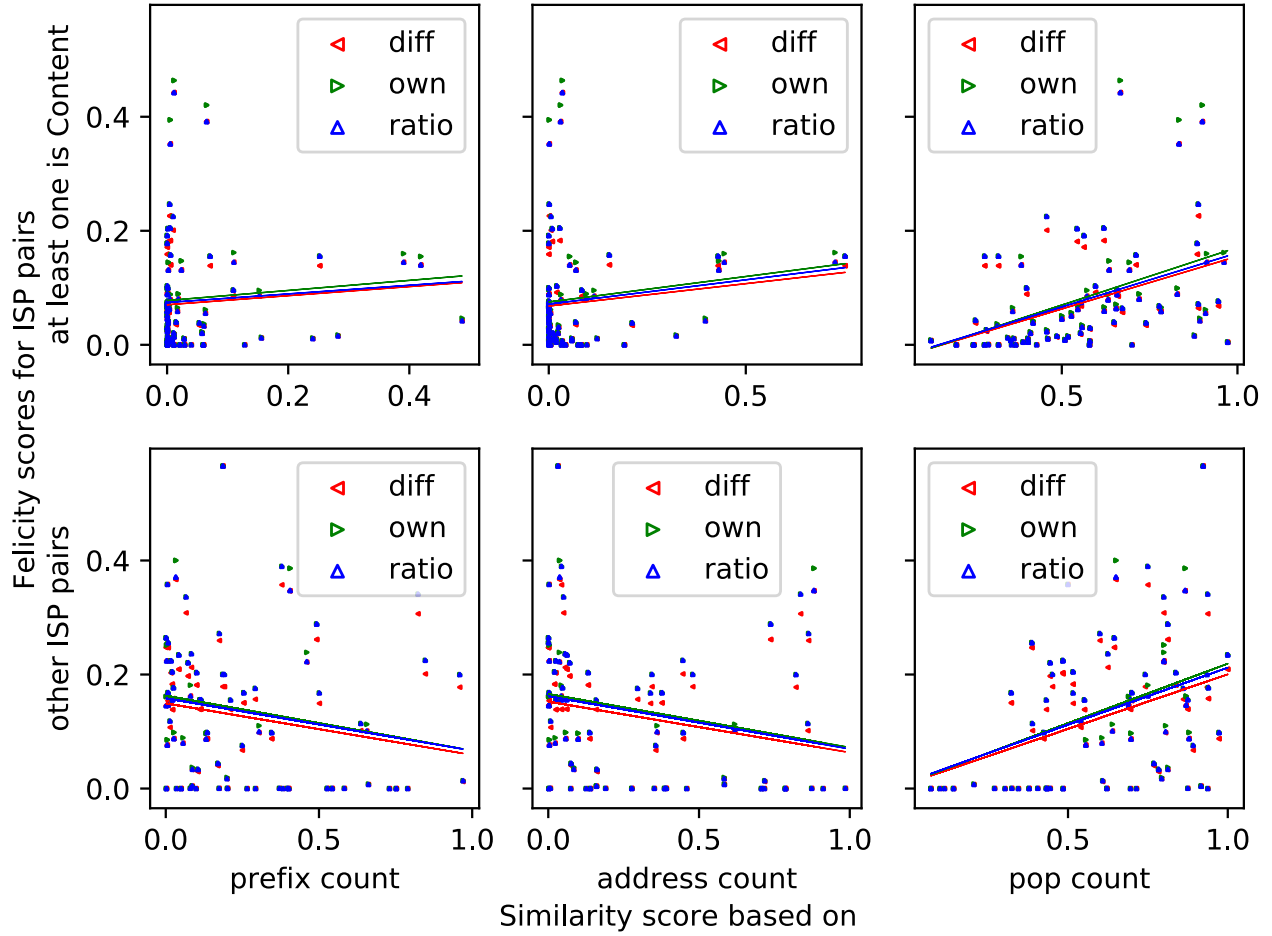 Felicity scores for ISP pairs
at least one is Content
other ISP pairs
diff
own
ratio
0.4
0.2
0.0
0.0
0.2
0.4
diff
own
ratio
0.0
0.5
diff
own
ratio
0.5
1.0
diff
own
ratio
0.4
0.2
0.0
0.0
0.5
1.0
prefix count
diff
own
ratio
0.0
0.5
1.0
address count
diff
own
ratio
0.5
1.0
pop count
Similarity score based on